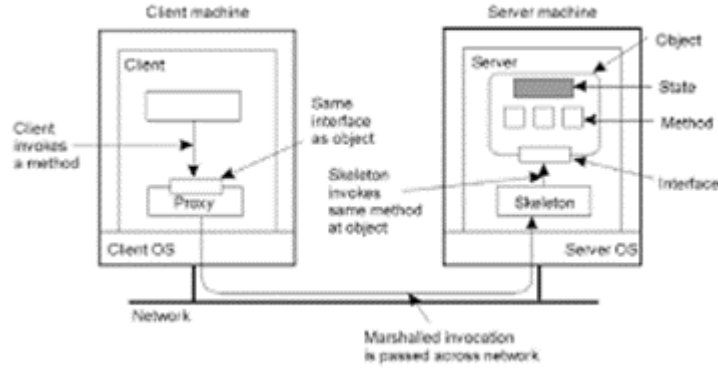 Client machine
Server machine
Object
Client
Server
State
Same
interface
as object
Client
invokes
a method
Method
Skeleton
invokes
same method
at object
Interface
Proxy
Skeleton
Client OS
Server OS
Network
Marshalled invocation
is passed across network